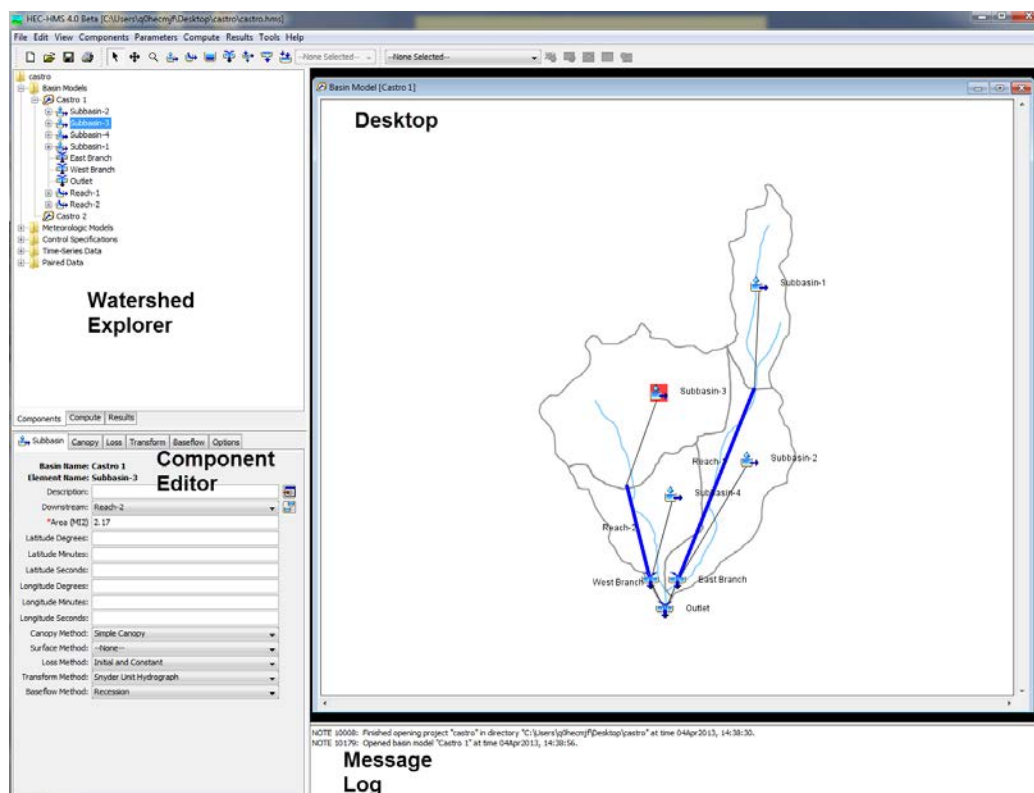 HEC-HMS 4.0 Beta [C:\Users\q0hecmjf\Desktop\castro\castro.hms]
File Edit View Components Parameters Compute Results Tools Help
--None Selected-- --None Selected--
castro
Basin Models
Castro 1
Subbasin-2
Subbasin-3
Subbasin-4
Subbasin-1
East Branch
West Branch
Outlet
Reach-1
Reach-2
Castro 2
Meteorologic Models
Control Specifications
Time-Series Data
Paired Data
Watershed
Explorer
Components Compute Results
Subbasin Canopy Loss Transform Baseflow Options
Component
Editor
Basin Name: Castro 1
Element Name: Subbasin-3
Description:
Downstream: Reach-2
*Area (MI2) 2.17
Latitude Degrees:
Latitude Minutes:
Latitude Seconds:
Longitude Degrees:
Longitude Minutes:
Longitude Seconds:
Canopy Method: Simple Canopy
Surface Method: --None--
Loss Method: Initial and Constant
Transform Method: Snyder Unit Hydrograph
Baseflow Method: Recession
Basin Model [Castro 1]
Desktop
Subbasin-1
Subbasin-3
Subbasin-2
Reach-1
Subbasin-4
Reach-2
West Branch
East Branch
Outlet
NOTE 10008: Finished opening project "castro" in directory "C:\Users\q0hecmjf\Desktop\castro" at time 04Apr2013, 14:38:30.
NOTE 10179: Opened basin model "Castro 1" at time 04Apr2013, 14:38:56.
Message
Log